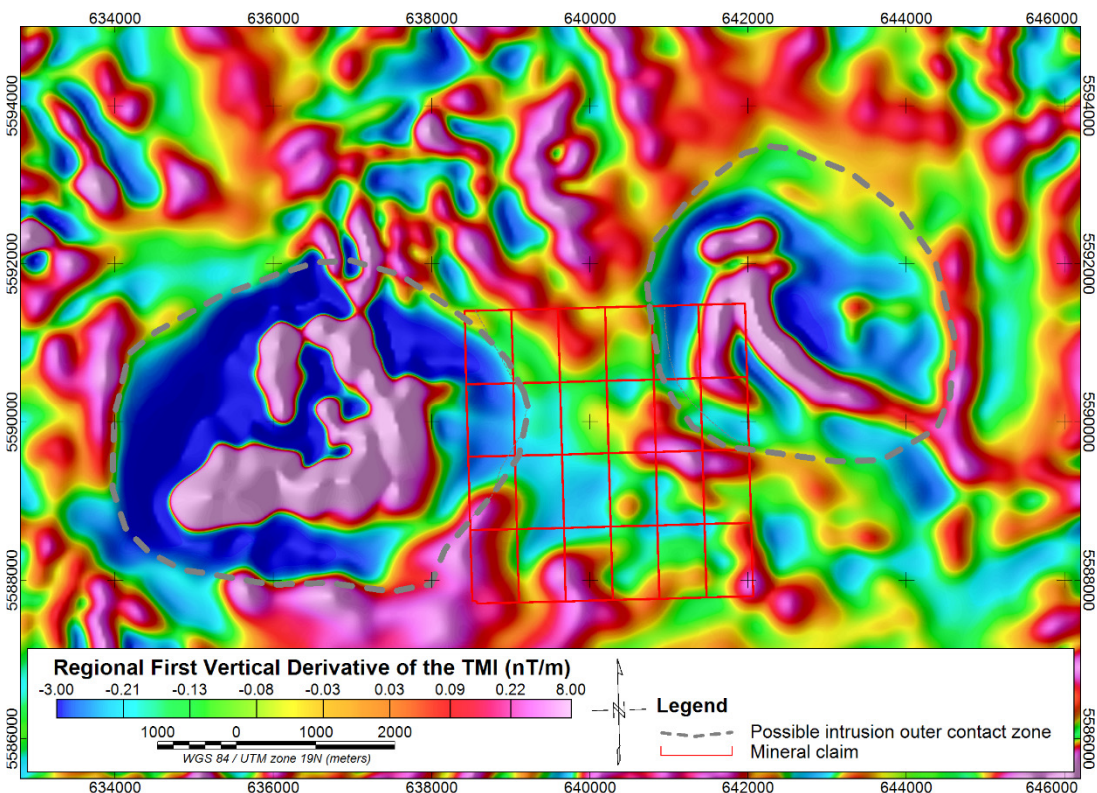 634000 636000 638000 640000 642000 644000 646000
5594000 5594000
5592000 5592000
5590000 5590000
5588000 5588000
5586000 5586000
Regional First Vertical Derivative of the TMI (nT/m)
-3.00 -0.21 -0.13 -0.08 -0.03 0.03 0.09 0.22 8.00
1000 0 1000 2000
WGS 84 / UTM zone 19N (meters)
N
Legend
Possible intrusion outer contact zone
Mineral claim
634000 636000 638000 640000 642000 644000 646000